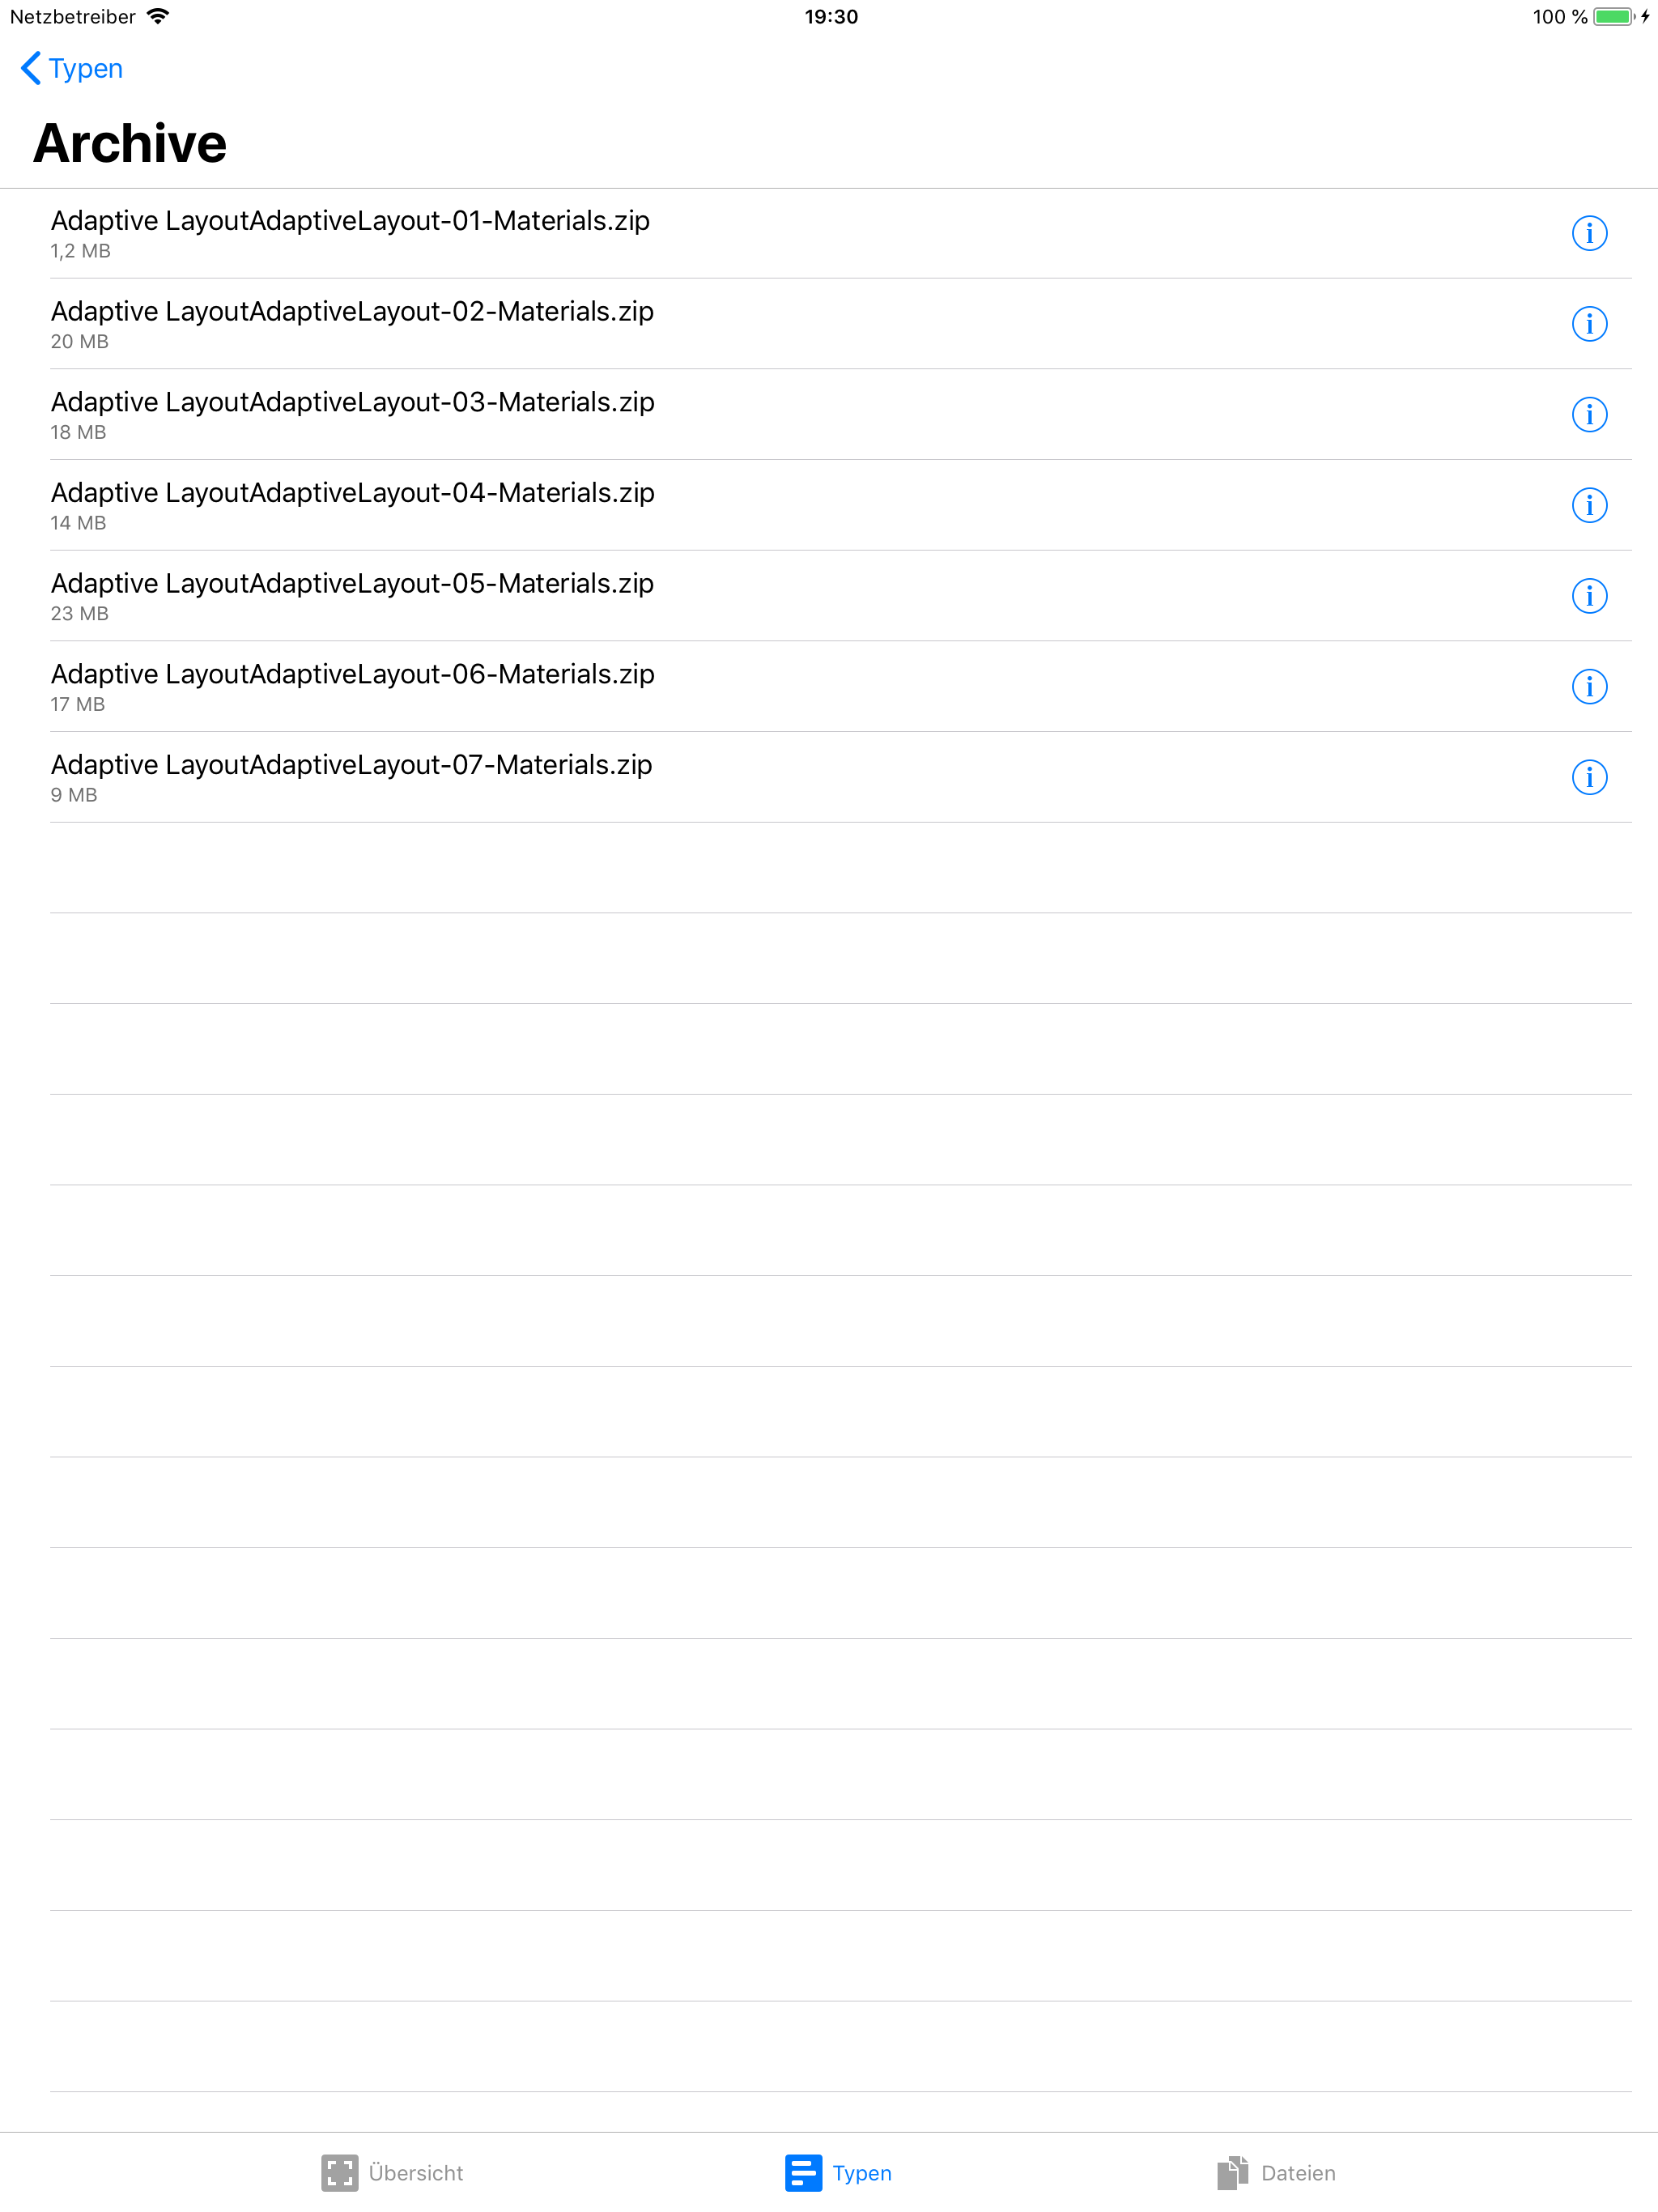 Netzbetreiber 19:30 100 %
Typen
Archive
Adaptive LayoutAdaptiveLayout-01-Materials.zip
1,2 MB
Adaptive LayoutAdaptiveLayout-02-Materials.zip
20 MB
Adaptive LayoutAdaptiveLayout-03-Materials.zip
18 MB
Adaptive LayoutAdaptiveLayout-04-Materials.zip
14 MB
Adaptive LayoutAdaptiveLayout-05-Materials.zip
23 MB
Adaptive LayoutAdaptiveLayout-06-Materials.zip
17 MB
Adaptive LayoutAdaptiveLayout-07-Materials.zip
9 MB
Übersicht Typen Dateien